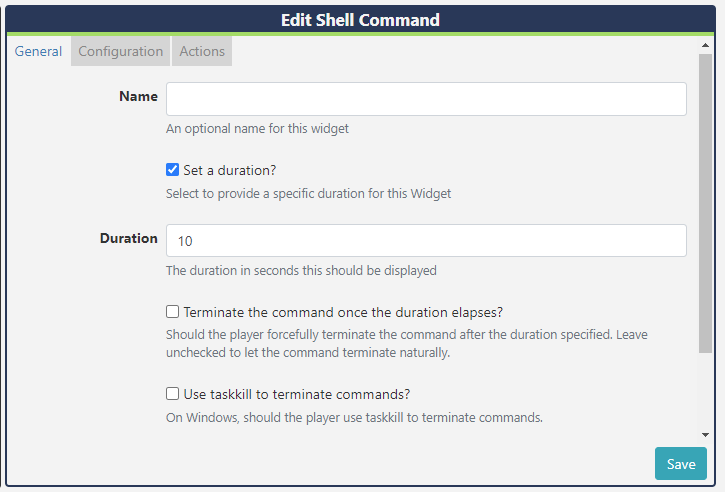 Edit Shell Command
General Configuration Actions
Name
An optional name for this widget
Set a duration?
Select to provide a specific duration for this Widget
Duration 10
The duration in seconds this should be displayed
Terminate the command once the duration elapses?
Should the player forcefully terminate the command after the duration specified. Leave
unchecked to let the command terminate naturally.
Use taskkill to terminate commands?
On Windows, should the player use taskkill to terminate commands.
Save